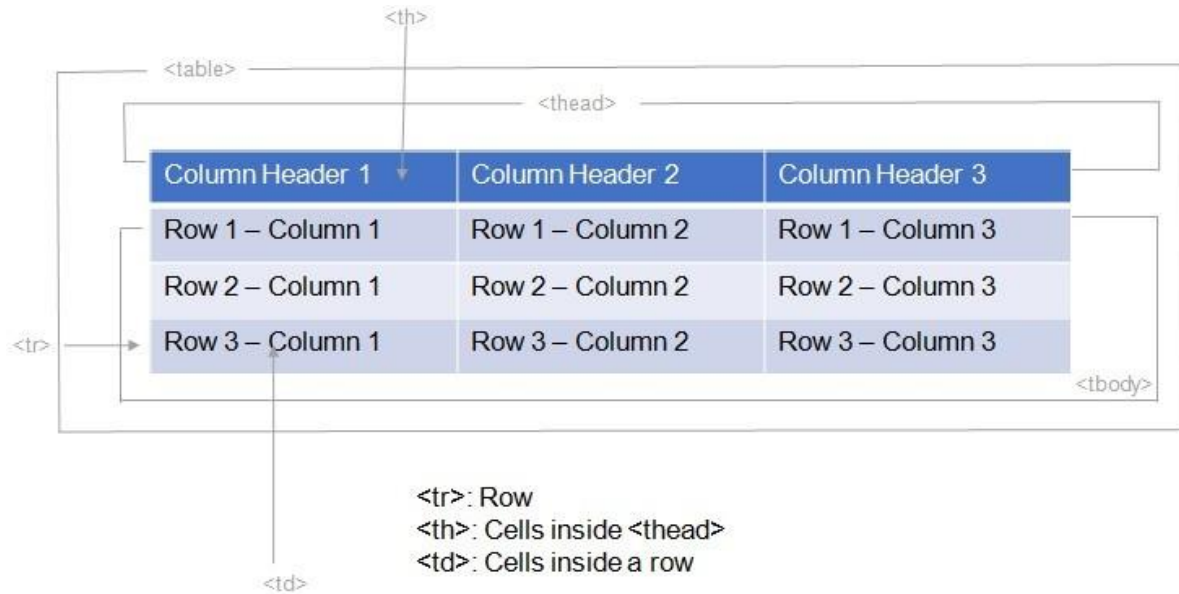 <th>
<table>
<thead>
Column Header 1 Column Header 2 Column Header 3
Row 1 – Column 1 Row 1 – Column 2 Row 1 – Column 3
Row 2 – Column 1 Row 2 – Column 2 Row 2 – Column 3
<tr> Row 3 – Column 1 Row 3 – Column 2 Row 3 – Column 3
<tbody>
<tr>: Row
<th>: Cells inside <thead>
<td>: Cells inside a row
<td>